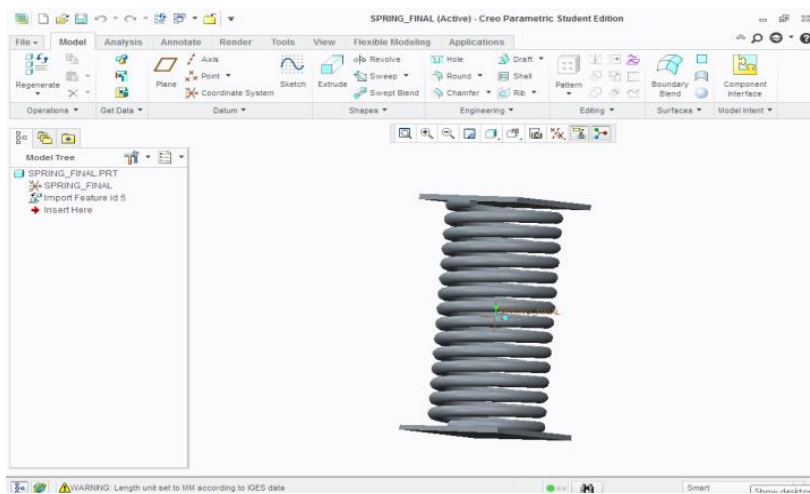 SPRING_FINAL (Active) - Creo Parametric Student Edition
File Model Analysis Annotate Render Tools View Flexible Modeling Applications
Regenerate
Plane
Axis
Point
Coordinate System
Sketch
Extrude
Revolve
Sweep
Swept Blend
Hole
Round
Chamfer
Draft
Shell
Rib
Pattern
Boundary Blend
Component Interface
Operations Get Data Datum Shapes Engineering Editing Surfaces Model Intent
Model Tree
SPRING_FINAL.PRT
SPRING_FINAL
Import Feature id 5
Insert Here
WARNING: Length unit set to MM according to IGES data
Smart
Show desktop